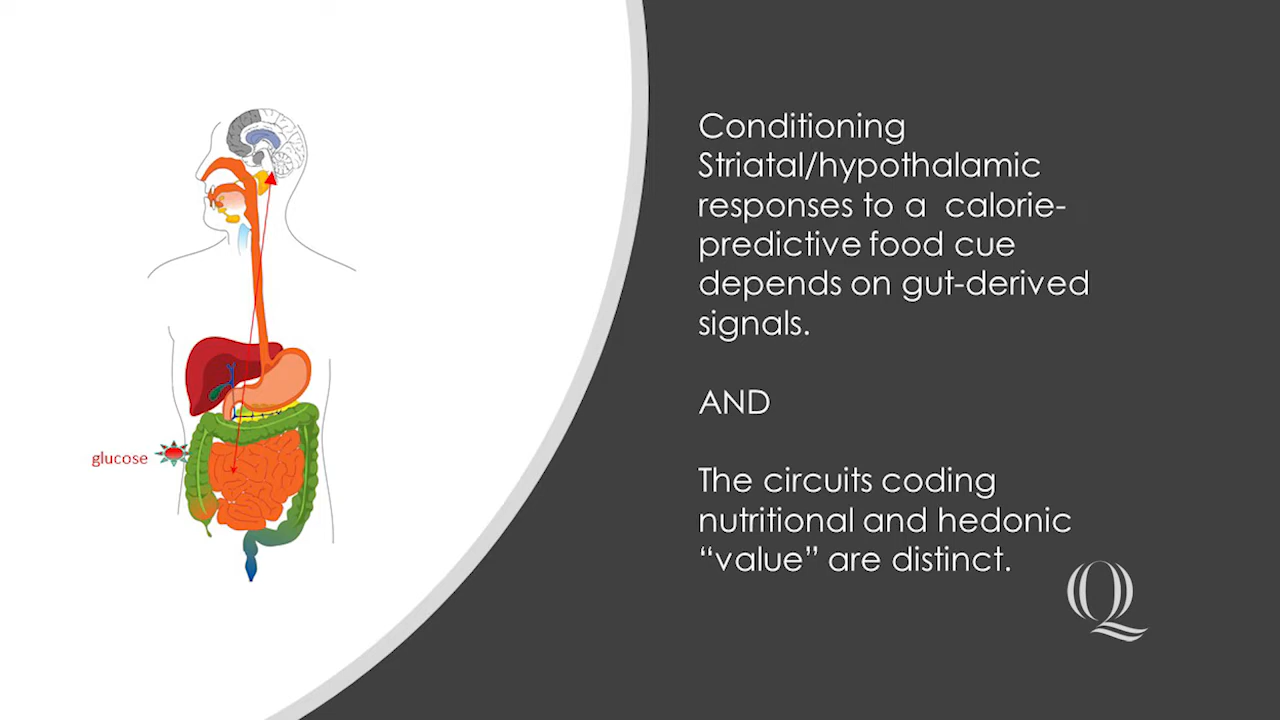 Conditioning
Striatal/hypothalamic
responses to a calorie-
predictive food cue
depends on gut-derived
signals.
AND
The circuits coding
nutritional and hedonic
“value” are distinct.
glucose
Q